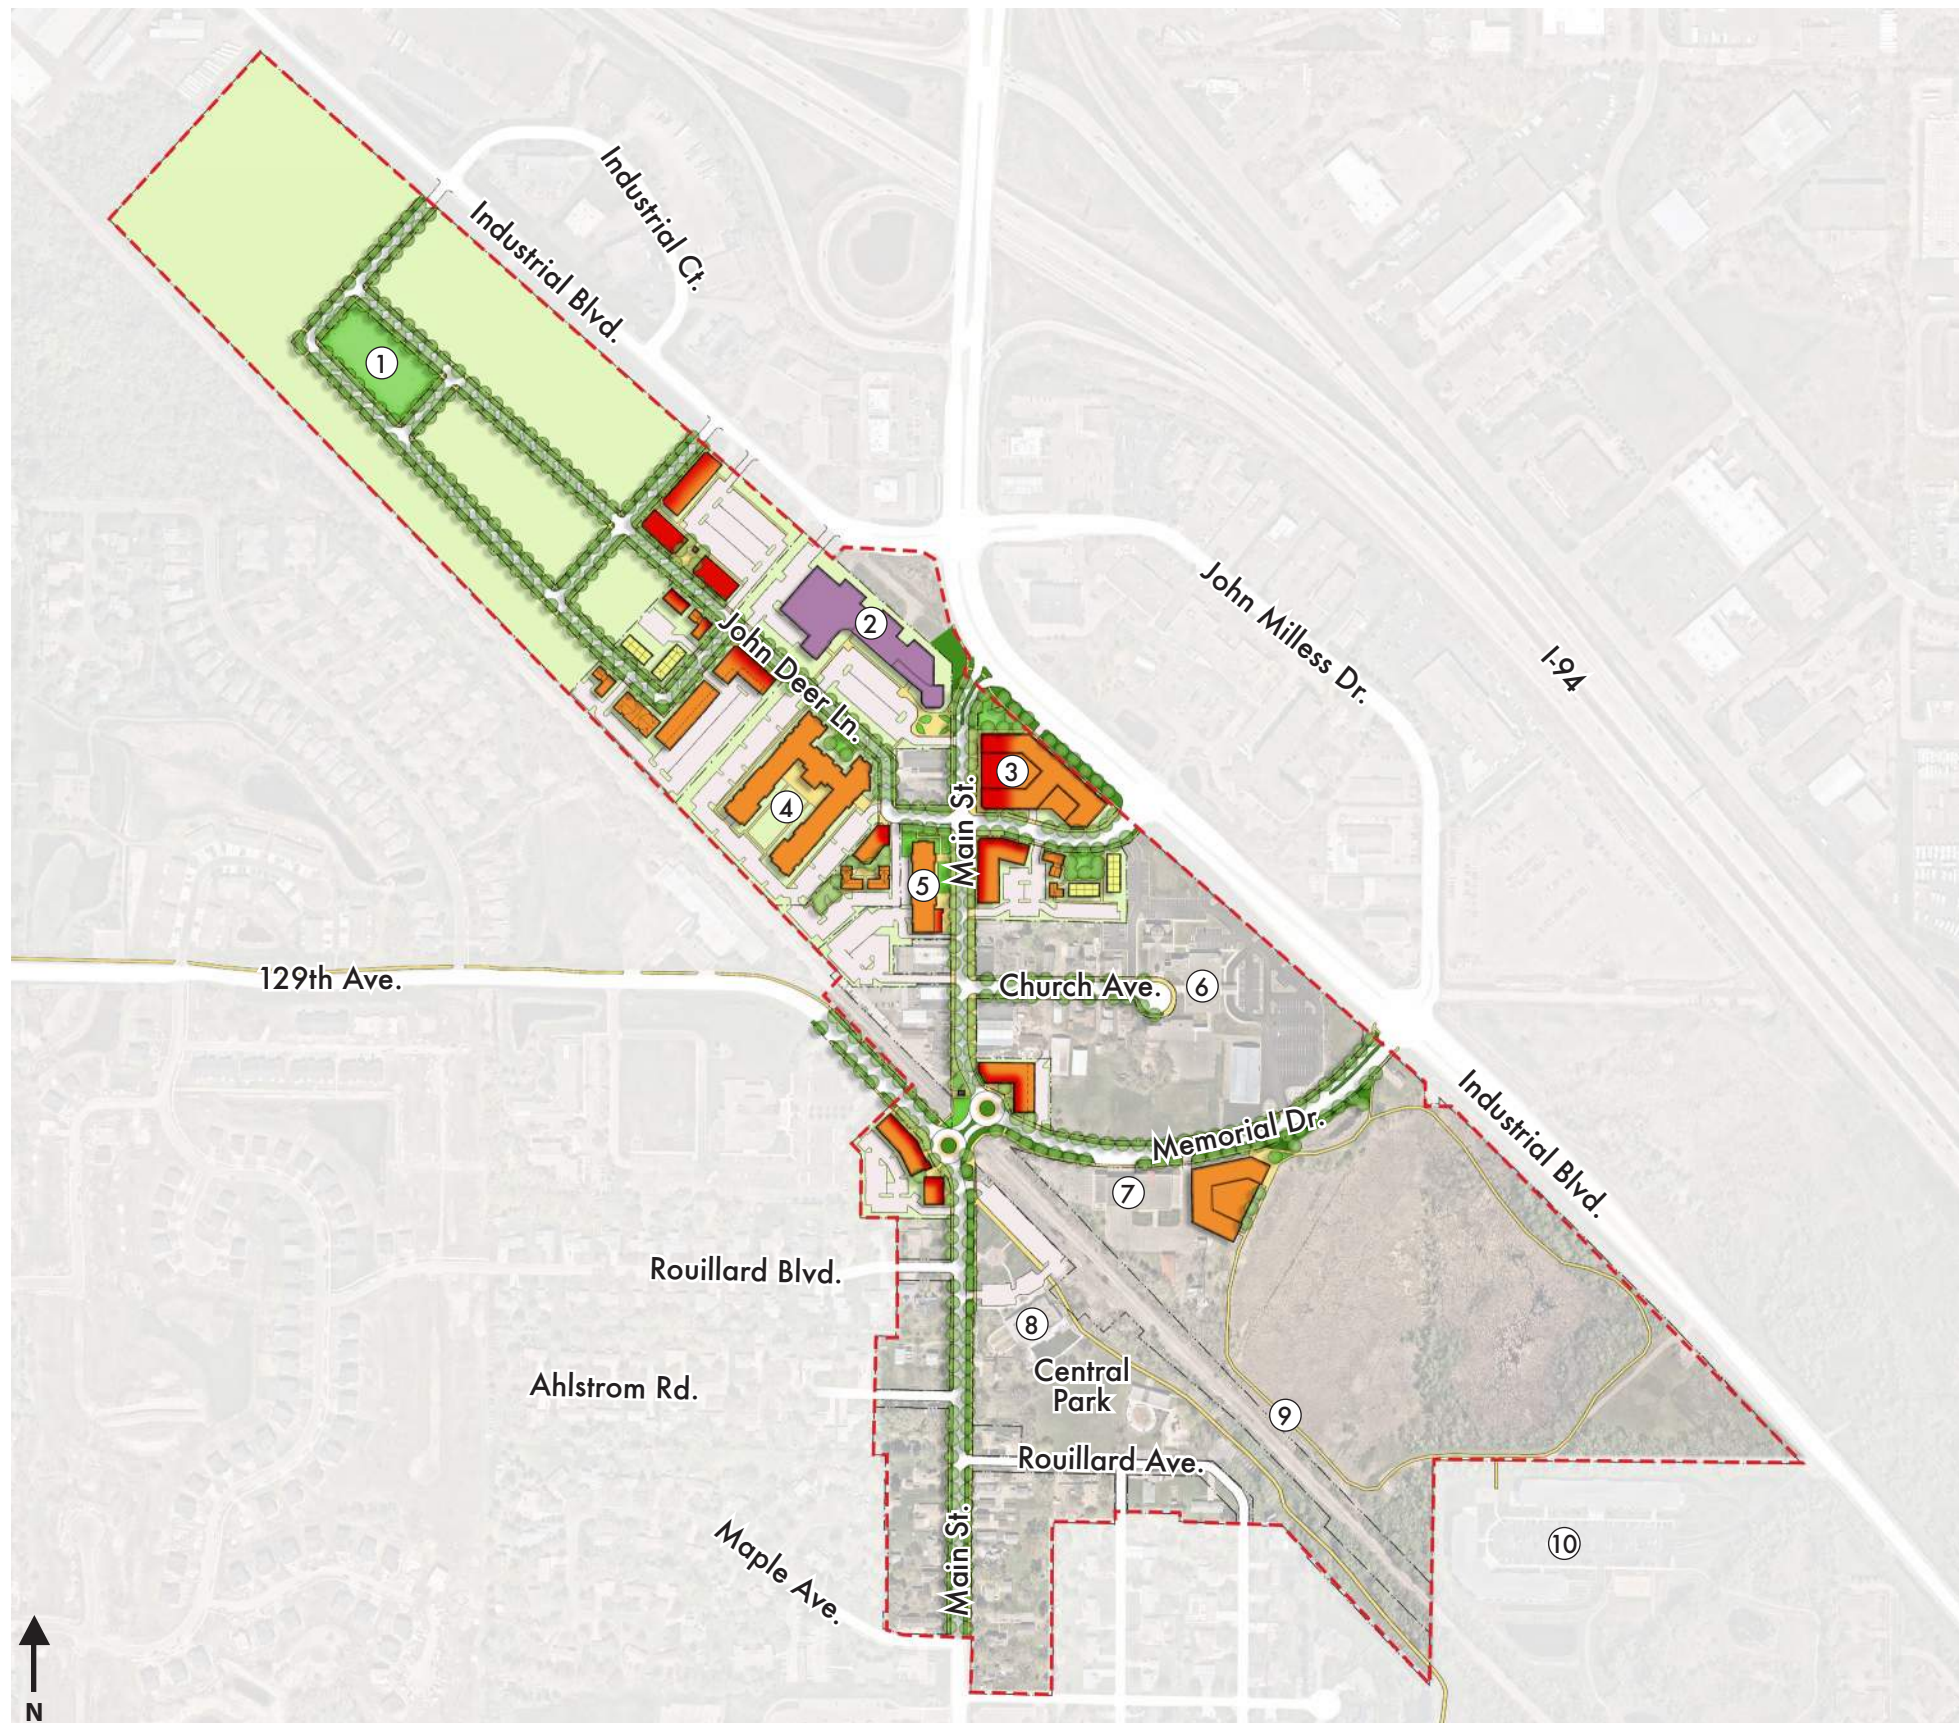 Industrial Ct.
Industrial Blvd.
1
John Milless Dr.
2
I-94
John Deer Ln.
3
Main St.
4
5
129th Ave.
Church Ave.
6
Industrial Blvd.
Memorial Dr.
7
Rouillard Blvd.
8
Central
Park
Ahlstrom Rd.
9
Rouillard Ave.
10
Main St.
Maple Ave.
N